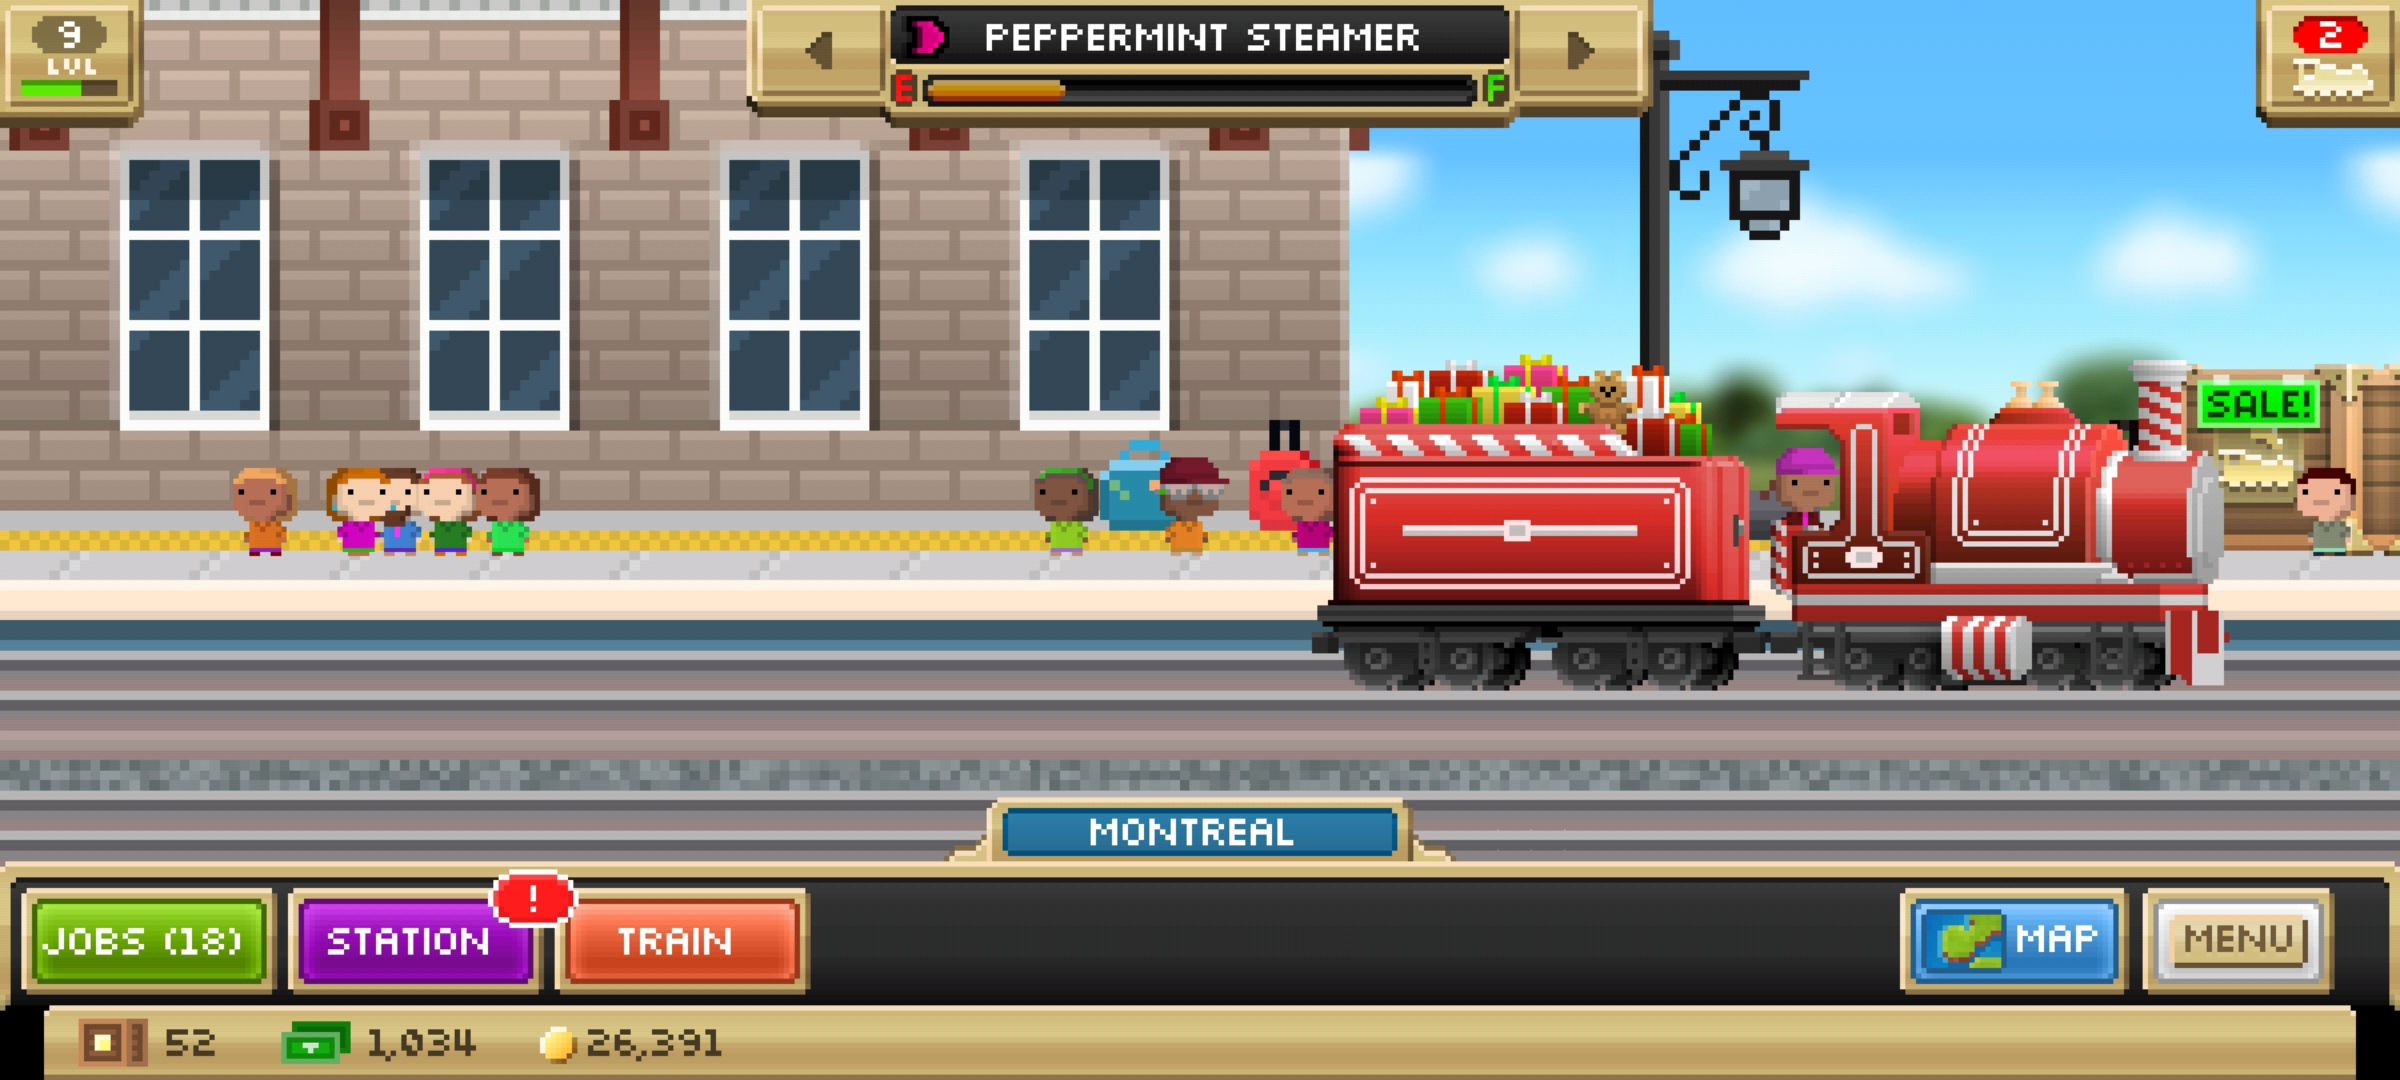 9
LVL
PEPPERMINT STEAMER
E F
2
SALE!
MONTREAL
JOBS (18)
STATION
!
TRAIN
MAP
MENU
52
1,034
26,391